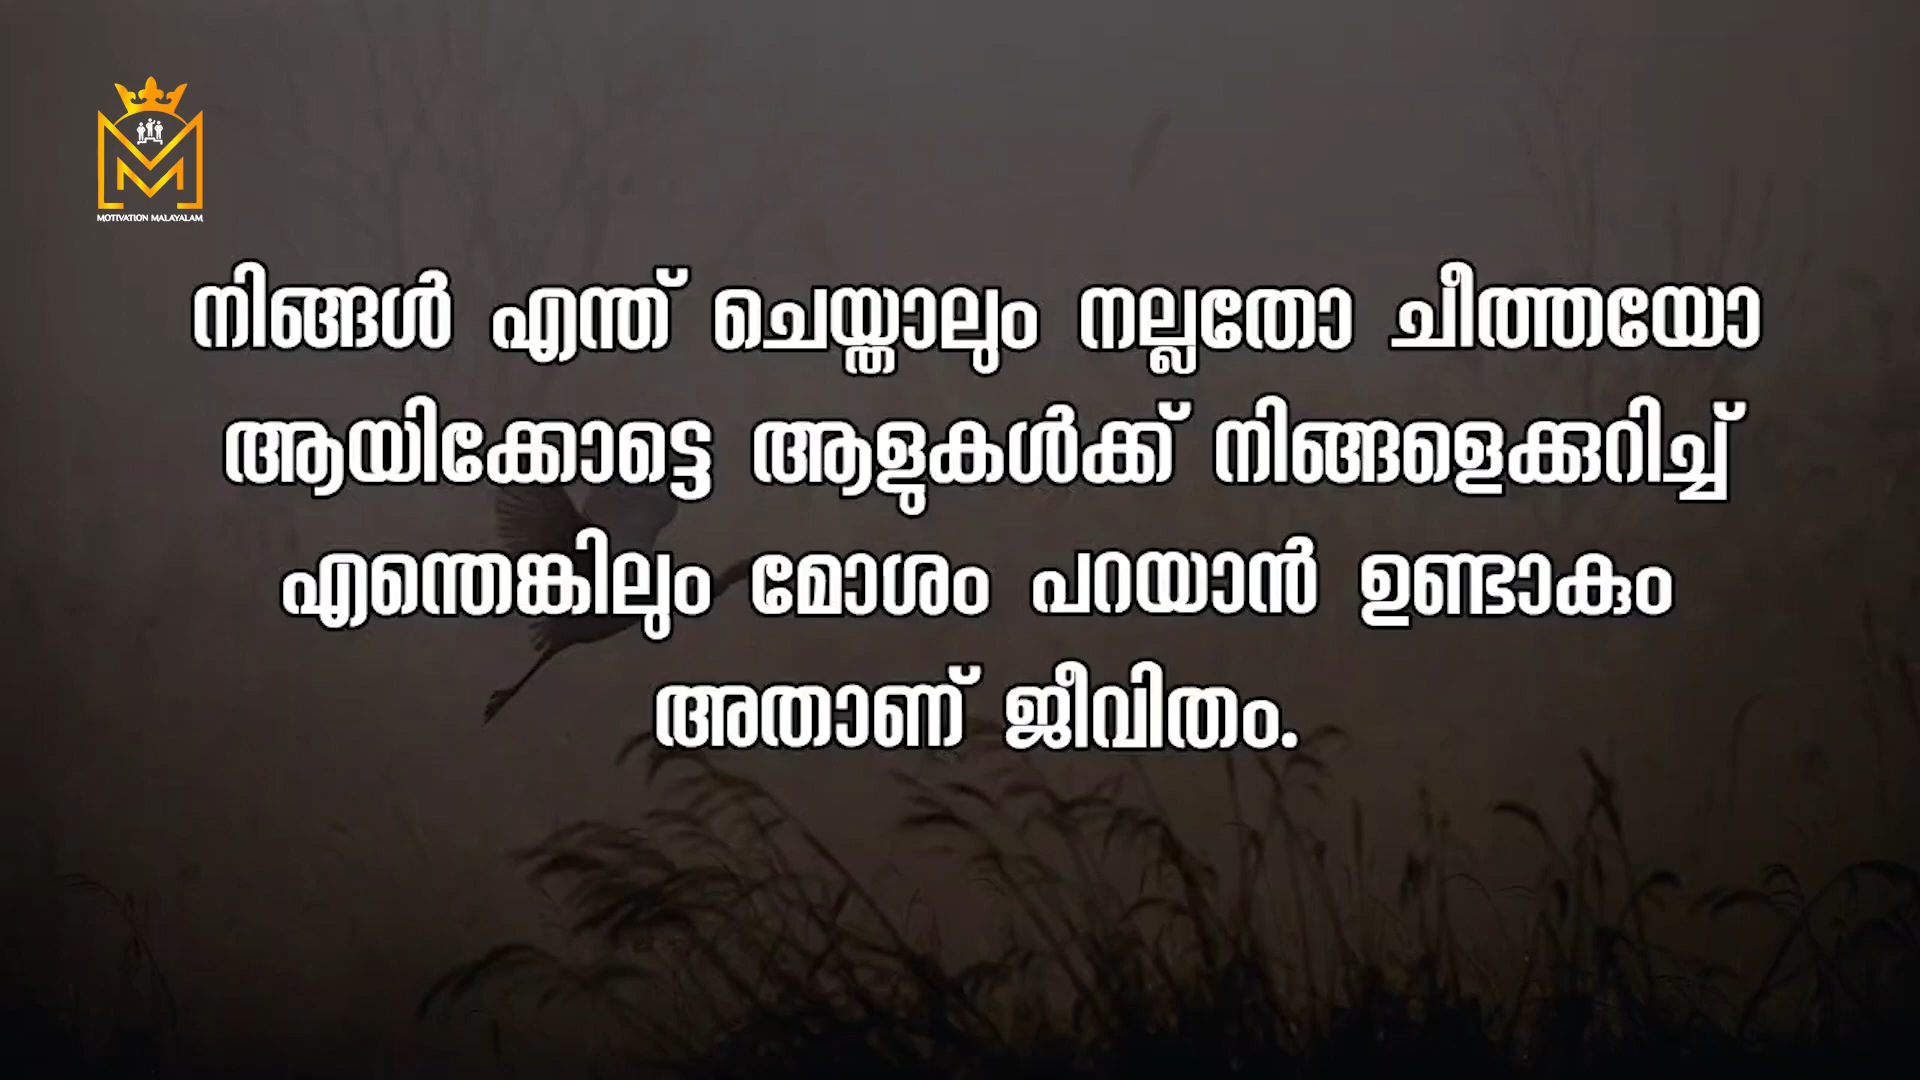 MOTIVATION MALAYALAM
നിങ്ങൾ എന്ത് ചെയ്താലും നല്ലതോ ചീത്തയോ
ആയിക്കോട്ടെ ആളുകൾക്ക് നിങ്ങളെക്കുറിച്ച്
എന്തെങ്കിലും മോശം പറയാൻ ഉണ്ടാകും
അതാണ് ജീവിതം.